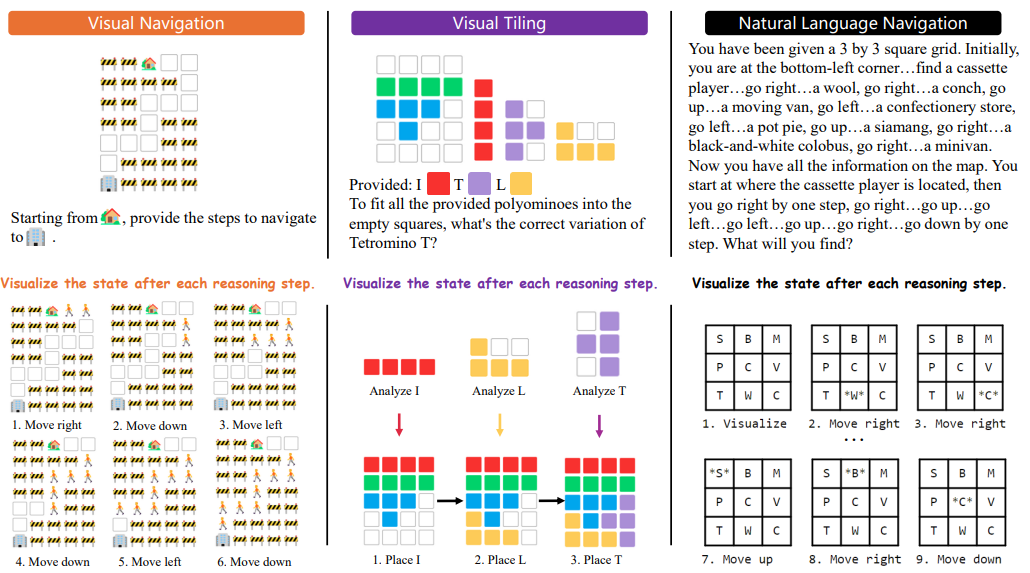 Visual Navigation
Starting from , provide the steps to navigate
to .
Visualize the state after each reasoning step.
1. Move right
2. Move down
3. Move left
4. Move down
5. Move left
6. Move down
Visual Tiling
Provided: I T L
To fit all the provided polyominoes into the
empty squares, what's the correct variation of
Tetromino T?
Visualize the state after each reasoning step.
Analyze I
Analyze L
Analyze T
1. Place I
2. Place L
3. Place T
Natural Language Navigation
You have been given a 3 by 3 square grid. Initially,
you are at the bottom-left corner…find a cassette
player…go right…a wool, go right…a conch, go
up…a moving van, go left…a confectionery store,
go left…a pot pie, go up…a siamang, go right…a
black-and-white colobus, go right…a minivan.
Now you have all the information on the map. You
start at where the cassette player is located, then
you go right by one step, go right…go up…go
left…go left…go up…go right…go down by one
step. What will you find?
Visualize the state after each reasoning step.
S B M
P C V
T W C
1. Visualize
S B M
P C V
T *W* C
2. Move right
S B M
P C V
T W *C*
3. Move right
...
*S* B M
P C V
T W C
7. Move up
S *B* M
P C V
T W C
8. Move right
S B M
P *C* V
T W C
9. Move down